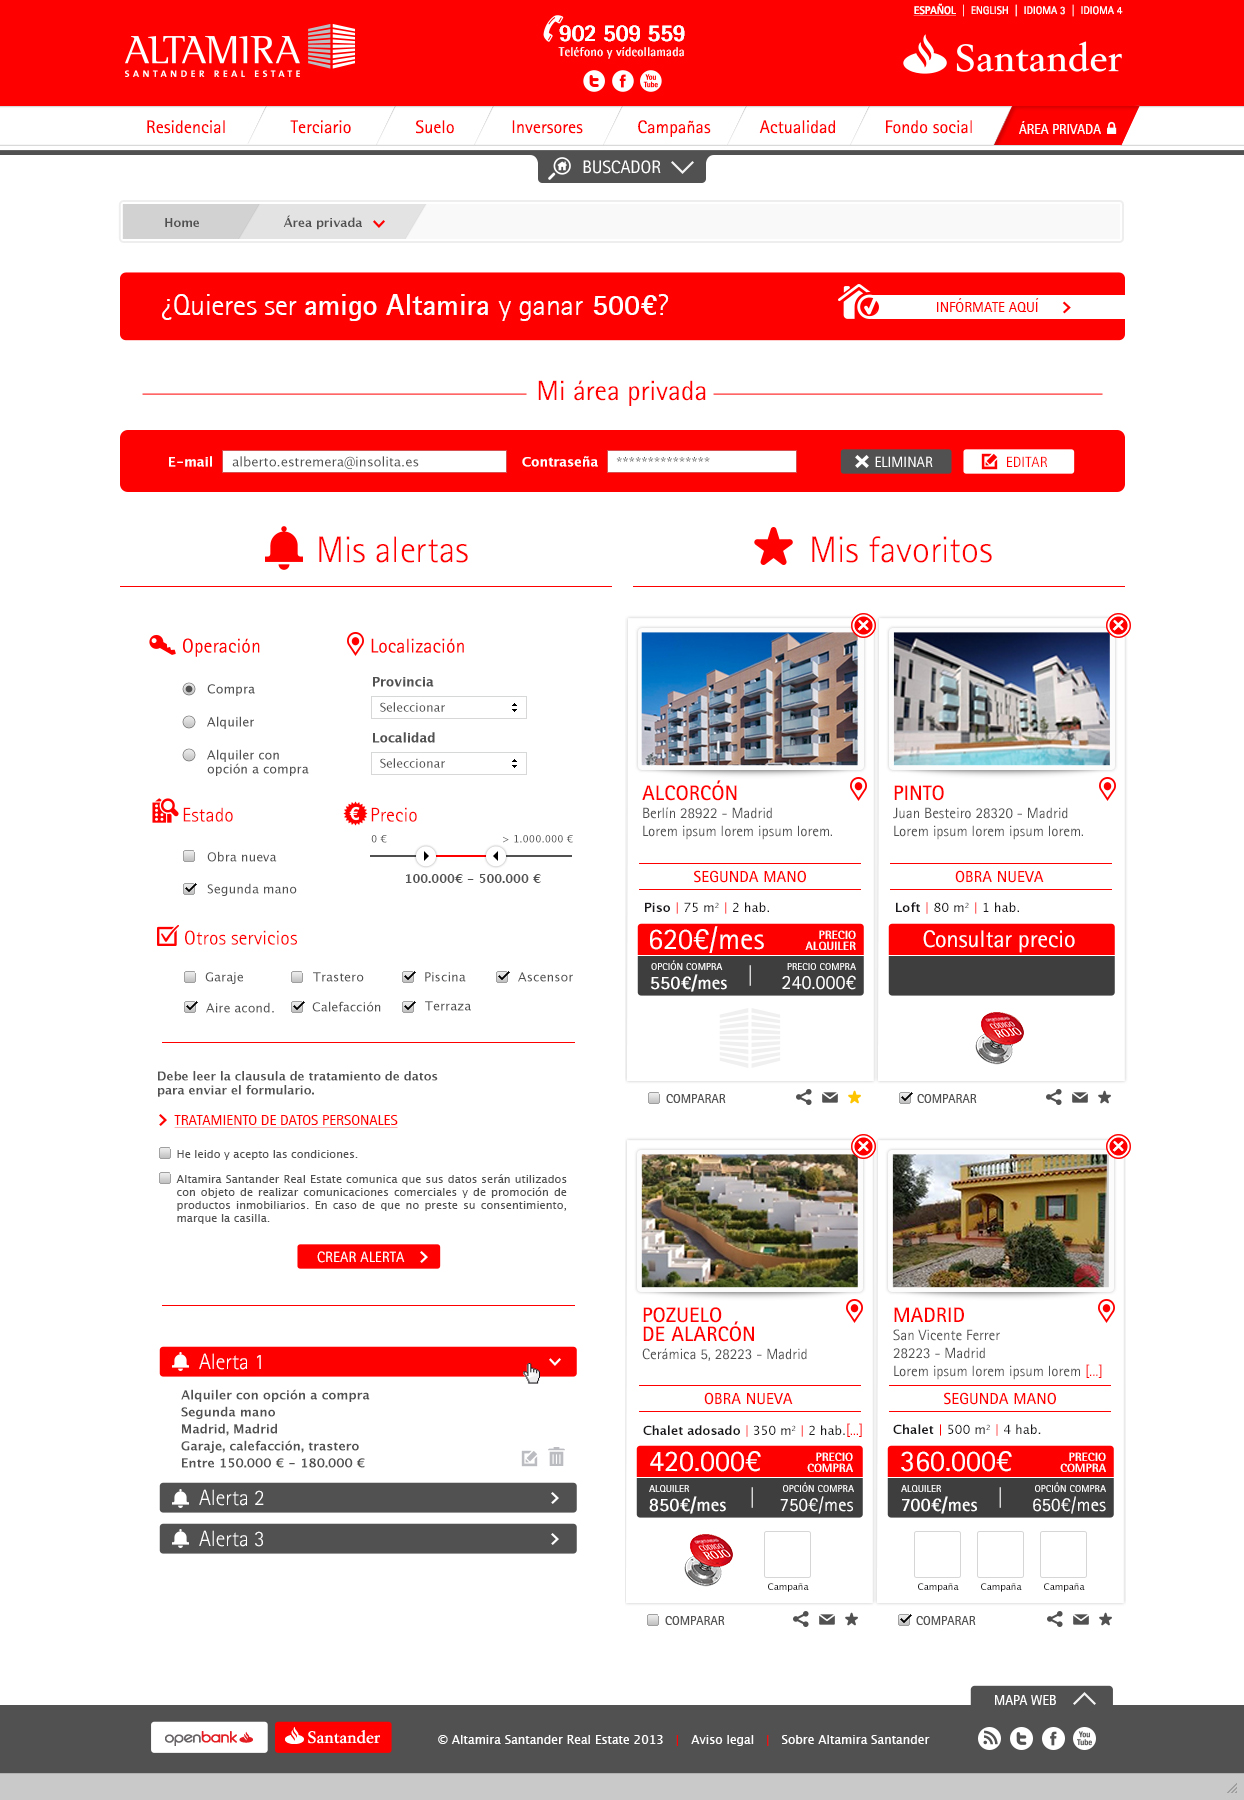 ESPAÑOL | ENGLISH | IDIOMA 3 | IDIOMA 4
ALTAMIRA
SANTANDER REAL ESTATE
902 509 559
Teléfono y vídeollamada
You Tube
Santander
Residencial
Terciario
Suelo
Inversores
Campañas
Actualidad
Fondo social
ÁREA PRIVADA
BUSCADOR
Home
Área privada
¿Quieres ser amigo Altamira y ganar 500€?
INFÓRMATE AQUÍ
Mi área privada
E-mail
alberto.estremera@insolita.es
Contraseña
***************
ELIMINAR
EDITAR
Mis alertas
Operación
Compra
Alquiler
Alquiler con
opción a compra
Localización
Provincia
Seleccionar
Localidad
Seleccionar
Estado
Obra nueva
Segunda mano
Precio
0 €
> 1.000.000 €
100.000€ - 500.000 €
Otros servicios
Garaje
Trastero
Piscina
Ascensor
Aire acond.
Calefacción
Terraza
Debe leer la clausula de tratamiento de datos
para enviar el formulario.
TRATAMIENTO DE DATOS PERSONALES
He leido y acepto las condiciones.
Altamira Santander Real Estate comunica que sus datos serán utilizados
con objeto de realizar comunicaciones comerciales y de promoción de
productos inmobiliarios. En caso de que no preste su consentimiento,
marque la casilla.
CREAR ALERTA
Alerta 1
Alquiler con opción a compra
Segunda mano
Madrid, Madrid
Garaje, calefacción, trastero
Entre 150.000 € - 180.000 €
Alerta 2
Alerta 3
Mis favoritos
ALCORCÓN
Berlín 28922 - Madrid
Lorem ipsum lorem ipsum lorem.
SEGUNDA MANO
Piso | 75 m² | 2 hab.
620€/mes
PRECIO
ALQUILER
OPCIÓN COMPRA
550€/mes
PRECIO COMPRA
240.000€
COMPARAR
PINTO
Juan Besteiro 28320 - Madrid
Lorem ipsum lorem ipsum lorem.
OBRA NUEVA
Loft | 80 m² | 1 hab.
Consultar precio
CÓDIGO
ROJO
COMPARAR
POZUELO
DE ALARCÓN
Cerámica 5, 28223 - Madrid
OBRA NUEVA
Chalet adosado | 350 m² | 2 hab.[...]
420.000€
PRECIO
COMPRA
ALQUILER
850€/mes
OPCIÓN COMPRA
750€/mes
CÓDIGO
ROJO
Campaña
COMPARAR
MADRID
San Vicente Ferrer
28223 - Madrid
Lorem ipsum lorem ipsum lorem [...]
SEGUNDA MANO
Chalet | 500 m² | 4 hab.
360.000€
PRECIO
COMPRA
ALQUILER
700€/mes
OPCIÓN COMPRA
650€/mes
Campaña
Campaña
Campaña
COMPARAR
MAPA WEB
openbank
Santander
© Altamira Santander Real Estate 2013 | Aviso legal | Sobre Altamira Santander
You Tube